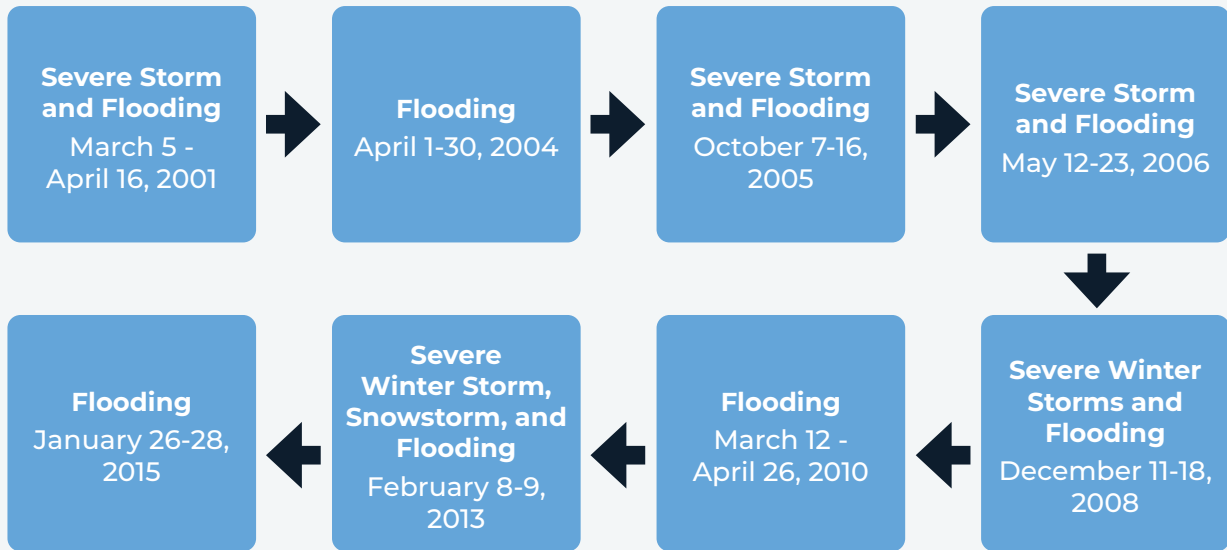 Severe Storm
and Flooding
March 5 -
April 16, 2001
Flooding
April 1-30, 2004
Severe Storm
and Flooding
October 7-16,
2005
Severe Storm
and Flooding
May 12-23, 2006
Severe Winter
Storms and
Flooding
December 11-18,
2008
Flooding
March 12 -
April 26, 2010
Severe
Winter Storm,
Snowstorm, and
Flooding
February 8-9,
2013
Flooding
January 26-28,
2015